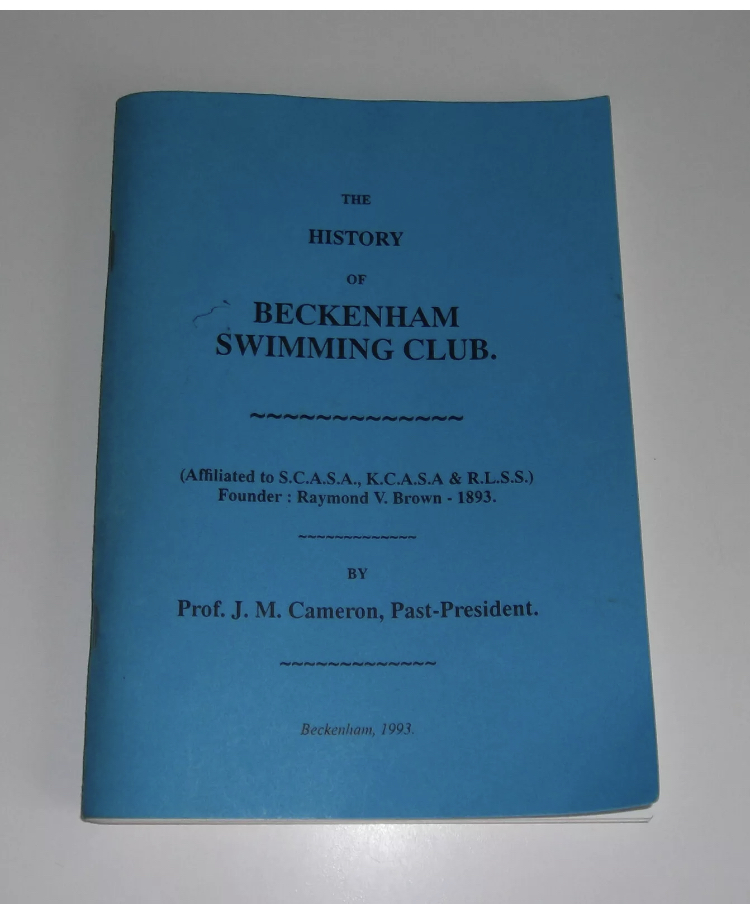 THE
HISTORY
OF
BECKENHAM
SWIMMING CLUB.
~~~~~~~~~~~~~
(Affiliated to S.C.A.S.A., K.C.A.S.A & R.L.S.S.)
Founder : Raymond V. Brown - 1893.
~~~~~~~~~~~~~
BY
Prof. J. M. Cameron, Past-President.
~~~~~~~~~~~~~
Beckenham, 1993.